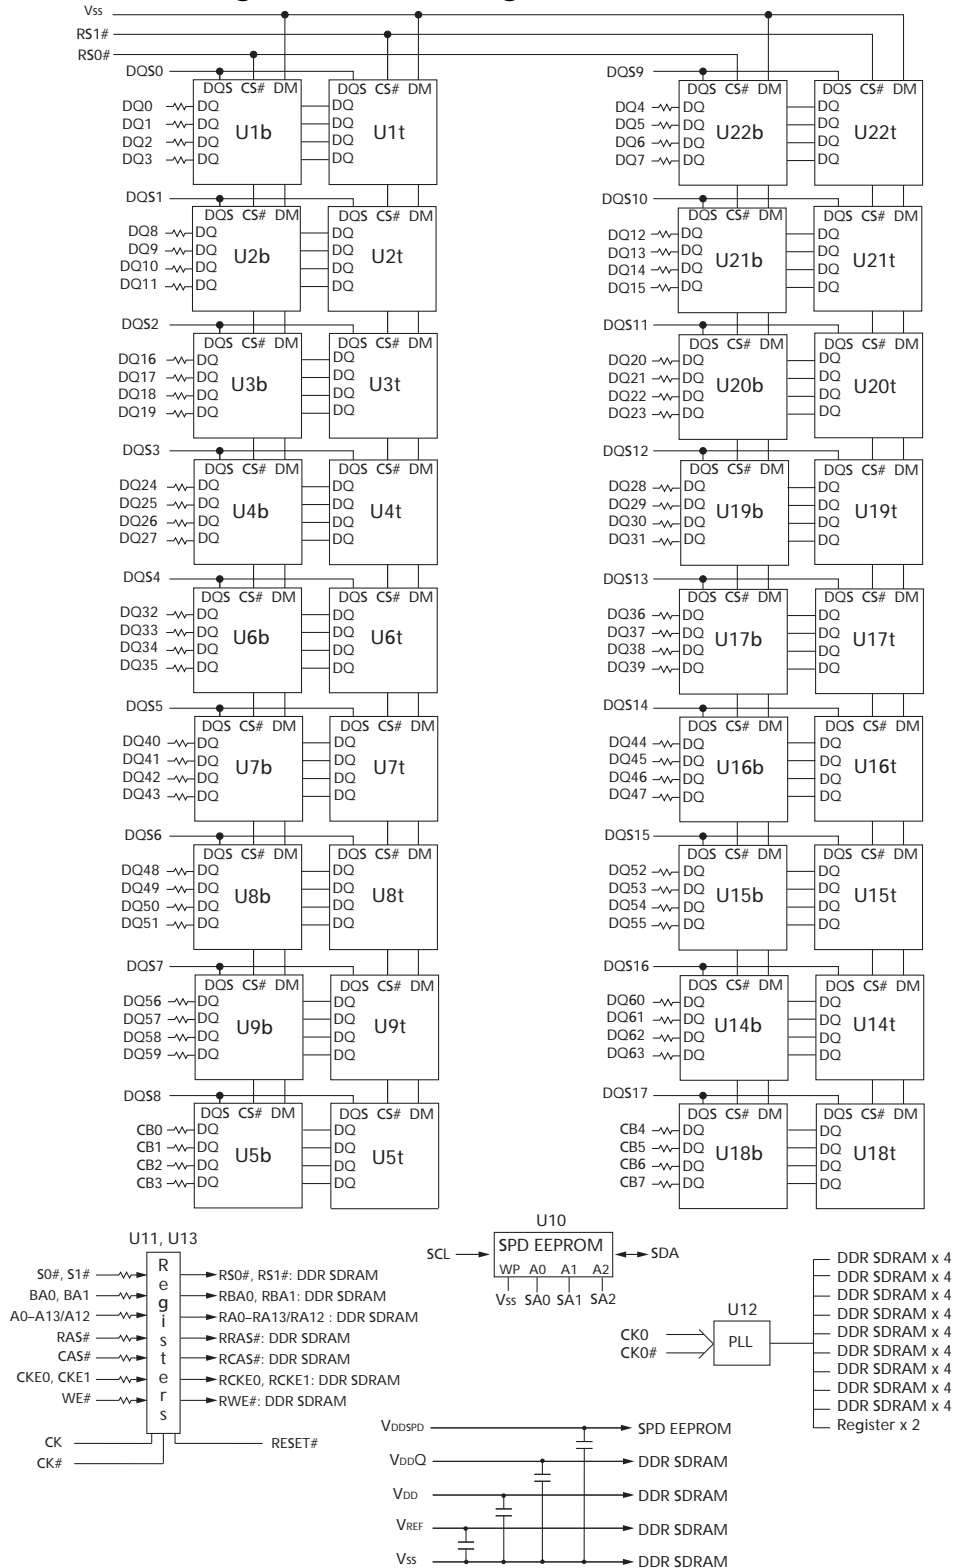 Vss
RS1#
RS0#
DQS0
DQS CS# DM
DQS CS# DM
DQ0 DQ DQ
DQ1 DQ DQ
U1b U1t
DQ2 DQ DQ
DQ3 DQ DQ
DQS1
DQS CS# DM
DQS CS# DM
DQ8 DQ DQ
DQ9 DQ DQ
U2b U2t
DQ10 DQ DQ
DQ11 DQ DQ
DQS2
DQS CS# DM
DQS CS# DM
DQ16 DQ DQ
DQ17 DQ DQ
U3b U3t
DQ18 DQ DQ
DQ19 DQ DQ
DQS3
DQS CS# DM
DQS CS# DM
DQ24 DQ DQ
DQ25 DQ DQ
U4b U4t
DQ26 DQ DQ
DQ27 DQ DQ
DQS4
DQS CS# DM
DQS CS# DM
DQ32 DQ DQ
DQ33 DQ DQ
U6b U6t
DQ34 DQ DQ
DQ35 DQ DQ
DQS5
DQS CS# DM
DQS CS# DM
DQ40 DQ DQ
DQ41 DQ DQ
U7b U7t
DQ42 DQ DQ
DQ43 DQ DQ
DQS6
DQS CS# DM
DQS CS# DM
DQ48 DQ DQ
DQ49 DQ DQ
U8b U8t
DQ50 DQ DQ
DQ51 DQ DQ
DQS7
DQS CS# DM
DQS CS# DM
DQ56 DQ DQ
DQ57 DQ DQ
U9b U9t
DQ58 DQ DQ
DQ59 DQ DQ
DQS8
DQS CS# DM
DQS CS# DM
CB0 DQ DQ
CB1 DQ DQ
U5b U5t
CB2 DQ DQ
CB3 DQ DQ
DQS9
DQS CS# DM
DQS CS# DM
DQ4 DQ DQ
DQ5 DQ DQ
U22b U22t
DQ6 DQ DQ
DQ7 DQ DQ
DQS10
DQS CS# DM
DQS CS# DM
DQ12 DQ DQ
DQ13 DQ DQ
U21b U21t
DQ14 DQ DQ
DQ15 DQ DQ
DQS11
DQS CS# DM
DQS CS# DM
DQ20 DQ DQ
DQ21 DQ DQ
U20b U20t
DQ22 DQ DQ
DQ23 DQ DQ
DQS12
DQS CS# DM
DQS CS# DM
DQ28 DQ DQ
DQ29 DQ DQ
U19b U19t
DQ30 DQ DQ
DQ31 DQ DQ
DQS13
DQS CS# DM
DQS CS# DM
DQ36 DQ DQ
DQ37 DQ DQ
U17b U17t
DQ38 DQ DQ
DQ39 DQ DQ
DQS14
DQS CS# DM
DQS CS# DM
DQ44 DQ DQ
DQ45 DQ DQ
U16b U16t
DQ46 DQ DQ
DQ47 DQ DQ
DQS15
DQS CS# DM
DQS CS# DM
DQ52 DQ DQ
DQ53 DQ DQ
U15b U15t
DQ54 DQ DQ
DQ55 DQ DQ
DQS16
DQS CS# DM
DQS CS# DM
DQ60 DQ DQ
DQ61 DQ DQ
U14b U14t
DQ62 DQ DQ
DQ63 DQ DQ
DQS17
DQS CS# DM
DQS CS# DM
CB4 DQ DQ
CB5 DQ DQ
U18b U18t
CB6 DQ DQ
CB7 DQ DQ
U11, U13
Registers
S0#, S1# RS0#, RS1#: DDR SDRAM
BA0, BA1 RBA0, RBA1: DDR SDRAM
A0–A13/A12 RA0–RA13/RA12 : DDR SDRAM
RAS# RRAS#: DDR SDRAM
CAS# RCAS#: DDR SDRAM
CKE0, CKE1 RCKE0, RCKE1: DDR SDRAM
WE# RWE#: DDR SDRAM
CK RESET#
CK#
U10
SCL SPD EEPROM SDA
WP A0 A1 A2
Vss SA0 SA1 SA2
U12
CK0
CK0#
PLL
DDR SDRAM x 4
DDR SDRAM x 4
DDR SDRAM x 4
DDR SDRAM x 4
DDR SDRAM x 4
DDR SDRAM x 4
DDR SDRAM x 4
DDR SDRAM x 4
DDR SDRAM x 4
Register x 2
VDDSPD SPD EEPROM
VDDQ DDR SDRAM
VDD DDR SDRAM
VREF DDR SDRAM
Vss DDR SDRAM